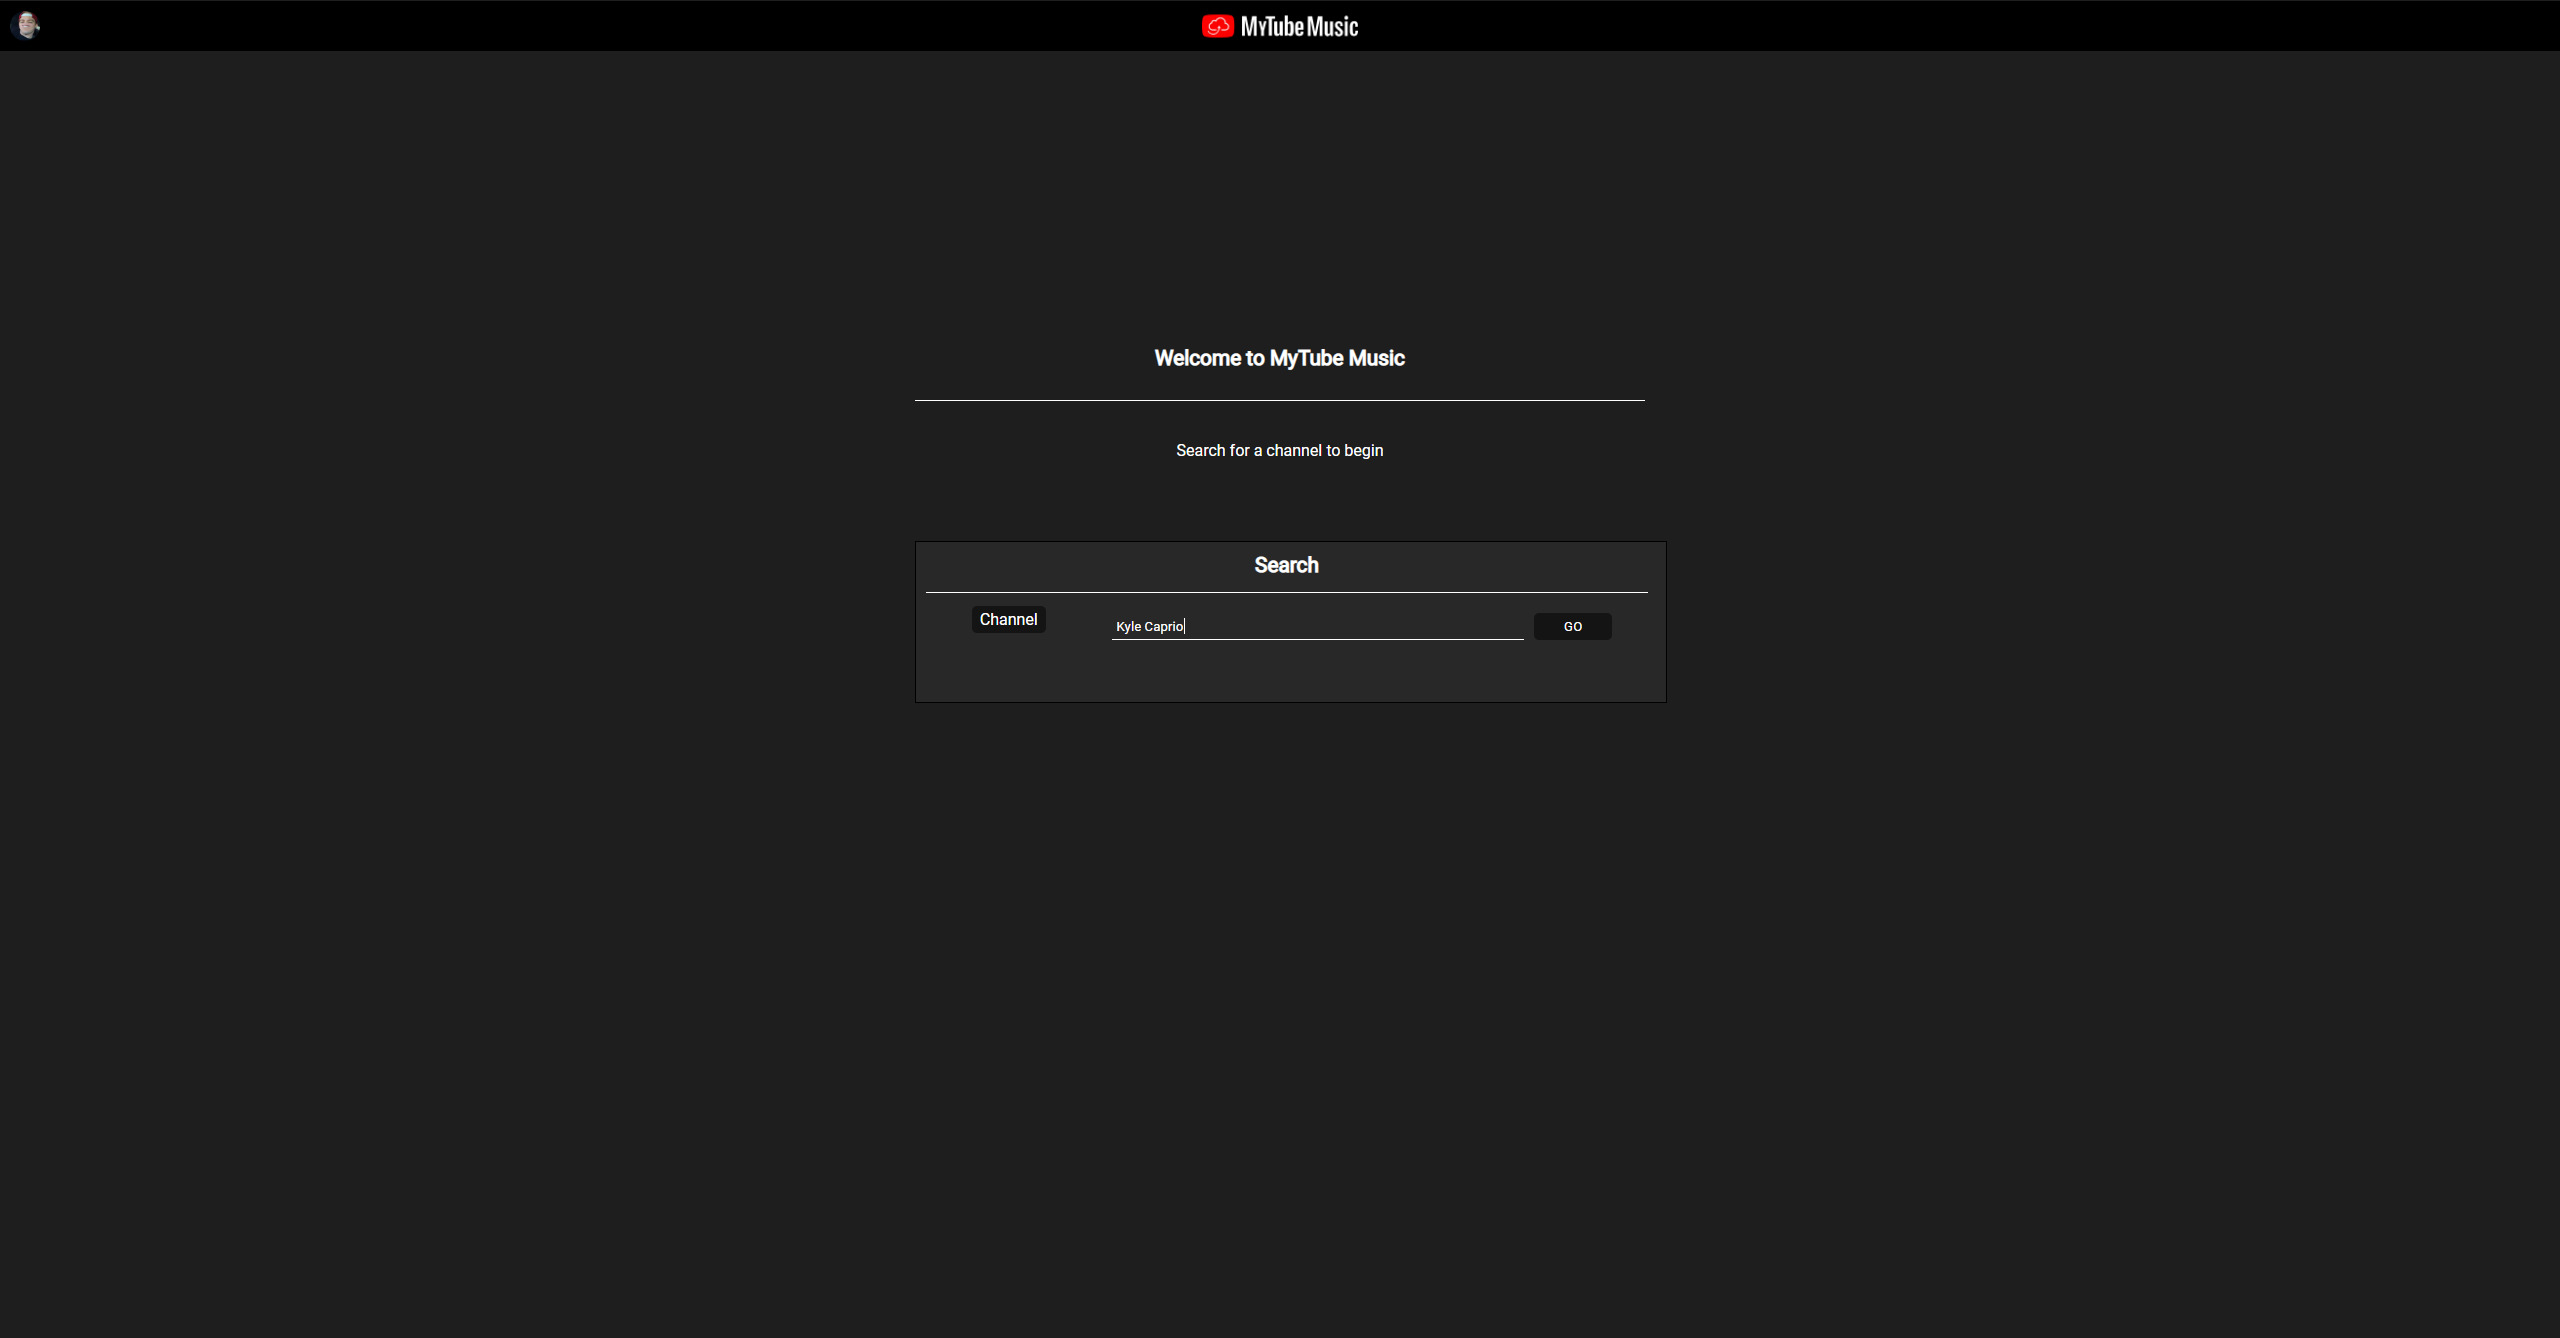 MyTube Music
Welcome to MyTube Music
Search for a channel to begin
Search
Channel
Kyle Caprio
GO